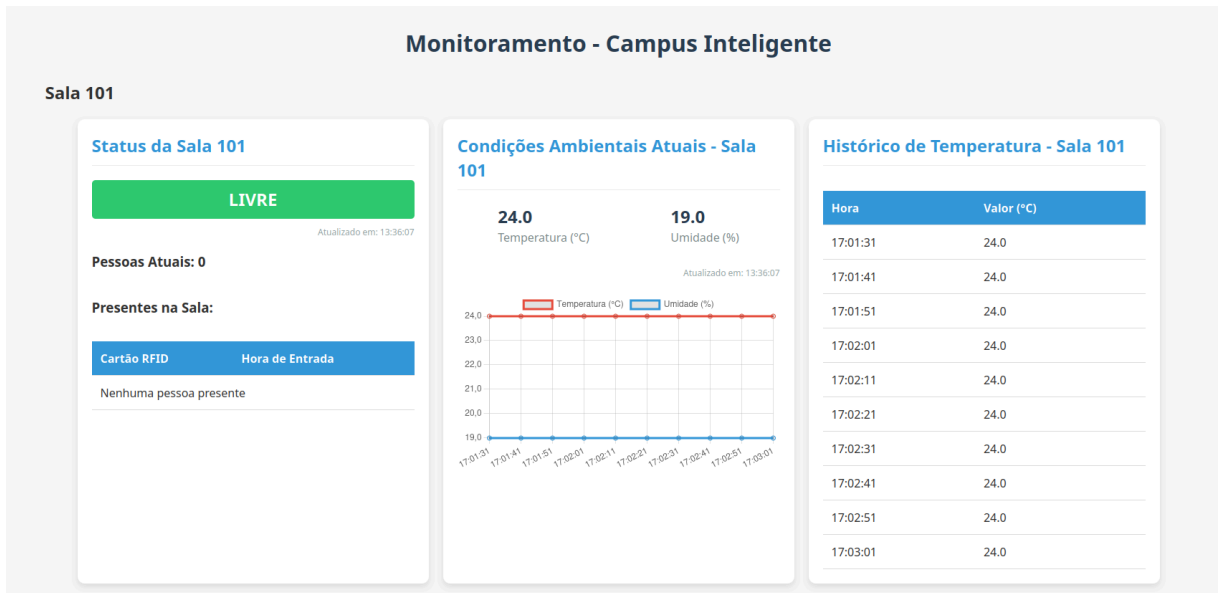 Monitoramento - Campus Inteligente
Sala 101
Status da Sala 101
LIVRE
Atualizado em: 13:36:07
Pessoas Atuais: 0
Presentes na Sala:
Cartão RFID Hora de Entrada
Nenhuma pessoa presente
Condições Ambientais Atuais - Sala
101
24.0 19.0
Temperatura (°C) Umidade (%)
Atualizado em: 13:36:07
Temperatura (°C) Umidade (%)
24,0
23,0
22,0
21,0
20,0
19,0
17:01:31 17:01:41 17:01:51 17:02:01 17:02:11 17:02:21 17:02:31 17:02:41 17:02:51 17:03:01
Histórico de Temperatura - Sala 101
Hora Valor (°C)
17:01:31 24.0
17:01:41 24.0
17:01:51 24.0
17:02:01 24.0
17:02:11 24.0
17:02:21 24.0
17:02:31 24.0
17:02:41 24.0
17:02:51 24.0
17:03:01 24.0